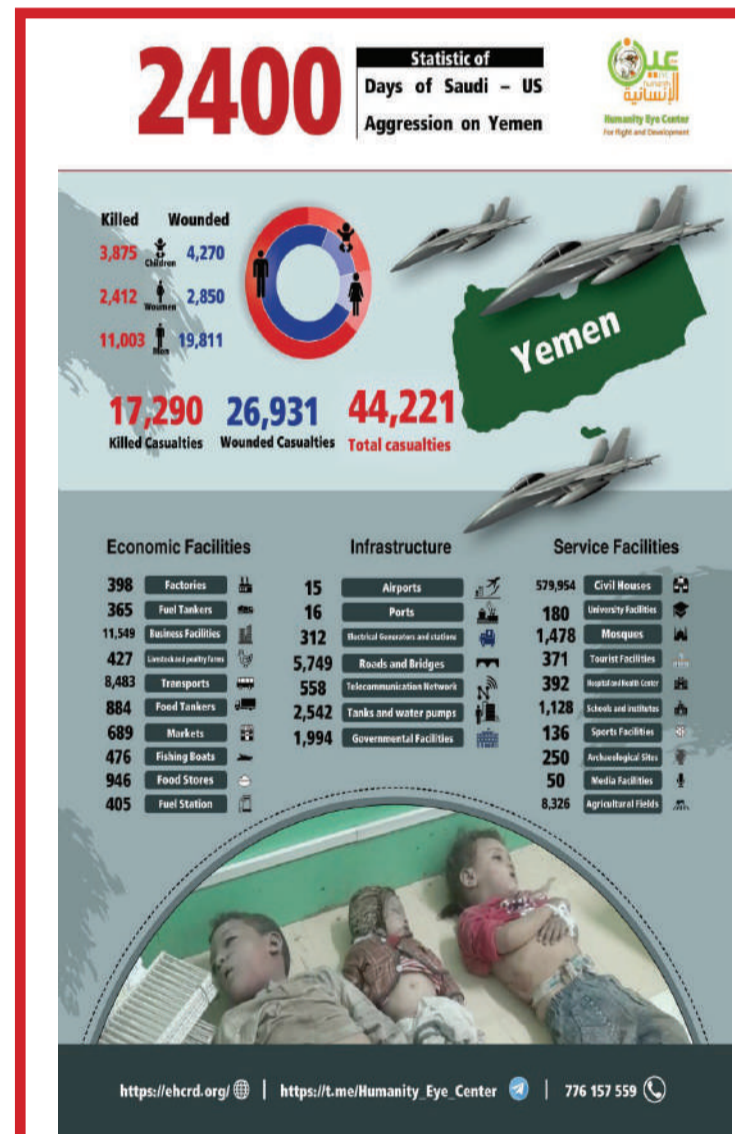 2400
Statistic of
Days of Saudi – US
Aggression on Yemen
عين
الإنسانية
Humanity Eye Center
For Right and Development
Killed Wounded
3,875 Children 4,270
2,412 Woumen 2,850
11,003 Men 19,811
17,290 26,931 44,221
Killed Casualties Wounded Casualties Total casualties
Yemen
Economic Facilities
398 Factories
365 Fuel Tankers
11,549 Business Facilities
427 Livestock and poultry farms
8,483 Transports
884 Food Tankers
689 Markets
476 Fishing Boats
946 Food Stores
405 Fuel Station
Infrastructure
15 Airports
16 Ports
312 Electrical Generators and stations
5,749 Roads and Bridges
558 Telecommunication Network
2,542 Tanks and water pumps
1,994 Governmental Facilities
Service Facilities
579,954 Civil Houses
180 University Facilities
1,478 Mosques
371 Tourist Facilities
392 Hospital and Health Center
1,128 Schools and institutes
136 Sports Facilities
250 Archaeological Sites
50 Media Facilities
8,326 Agricultural Fields
https://ehcrd.org/ | https://t.me/Humanity_Eye_Center | 776 157 559